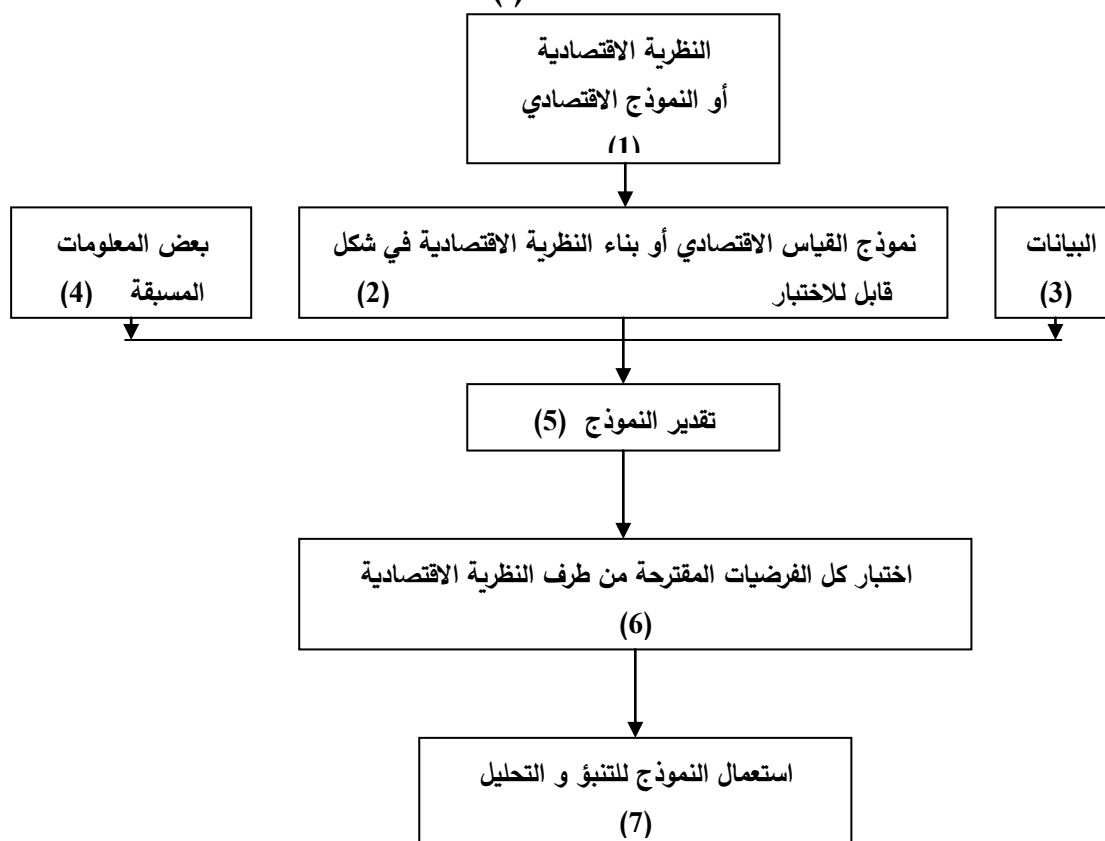 النظرية الاقتصادية
أو النموذج الاقتصادي
(1)
البيانات
(3)
نموذج القياس الاقتصادي أو بناء النظرية الاقتصادية في شكل
قابل للاختبار (2)
بعض المعلومات
المسبقة (4)
تقدير النموذج (5)
اختبار كل الفرضيات المقترحة من طرف النظرية الاقتصادية
(6)
استعمال النموذج للتنبؤ و التحليل
(7)